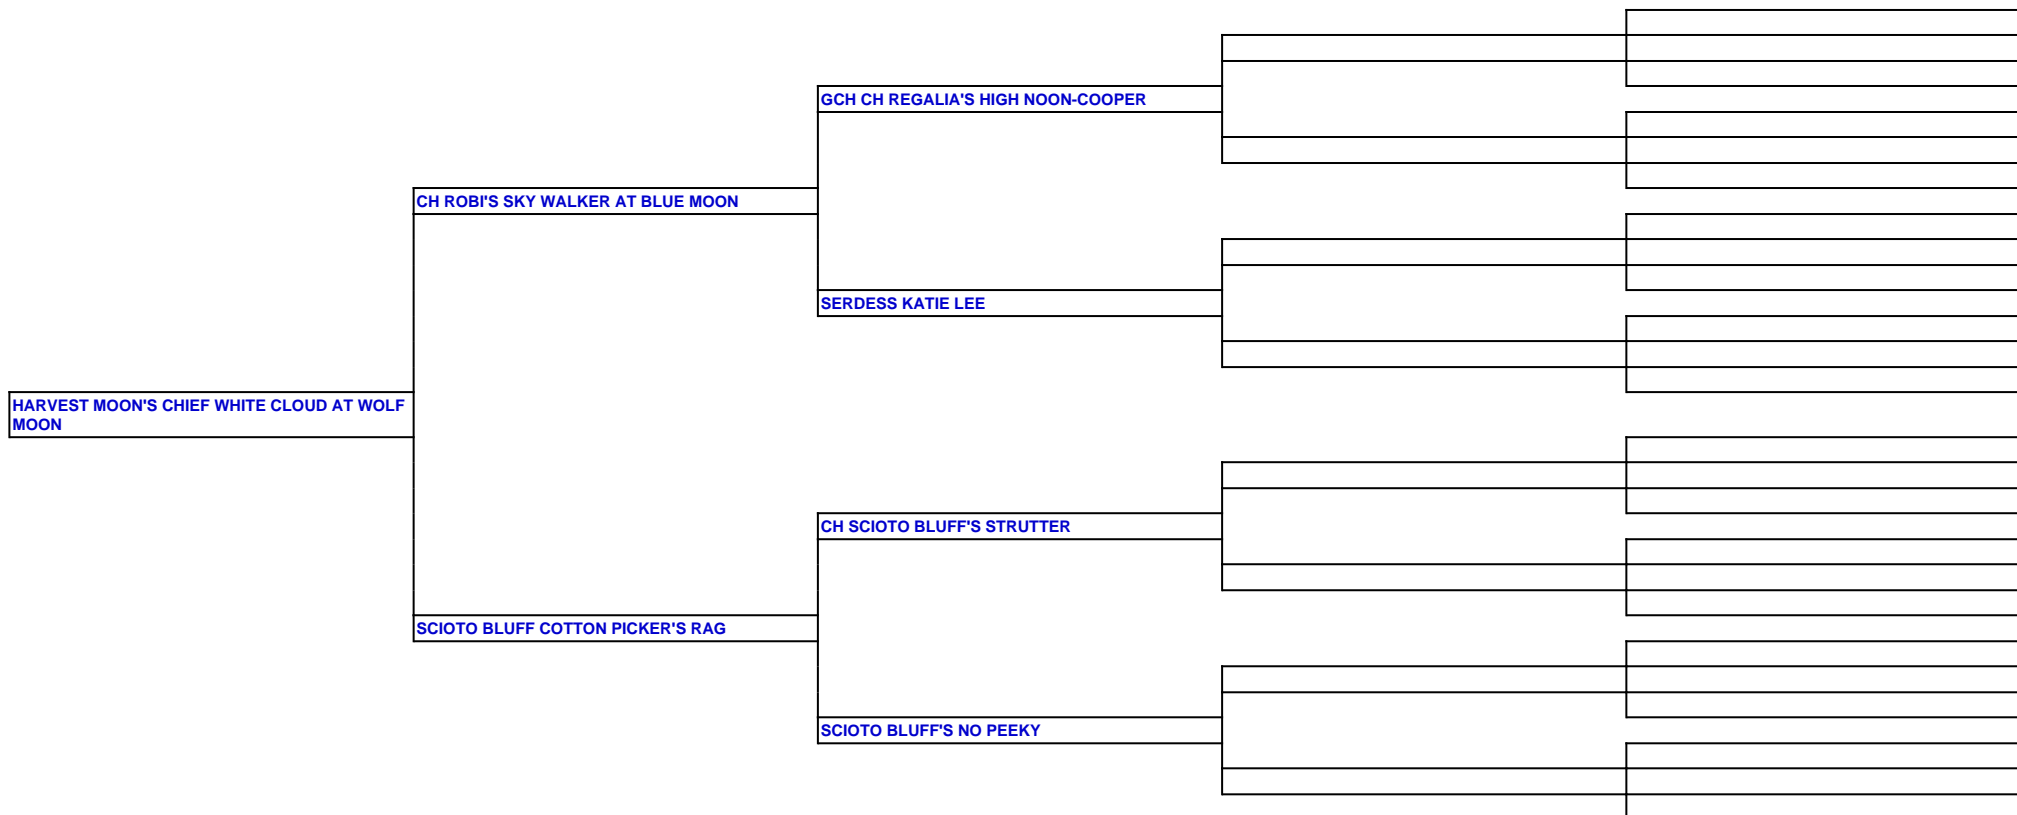 GCH CH REGALIA'S HIGH NOON-COOPER
CH ROBI'S SKY WALKER AT BLUE MOON
SERDESS KATIE LEE
HARVEST MOON'S CHIEF WHITE CLOUD AT WOLF
MOON
CH SCIOTO BLUFF'S STRUTTER
SCIOTO BLUFF COTTON PICKER'S RAG
SCIOTO BLUFF'S NO PEEKY